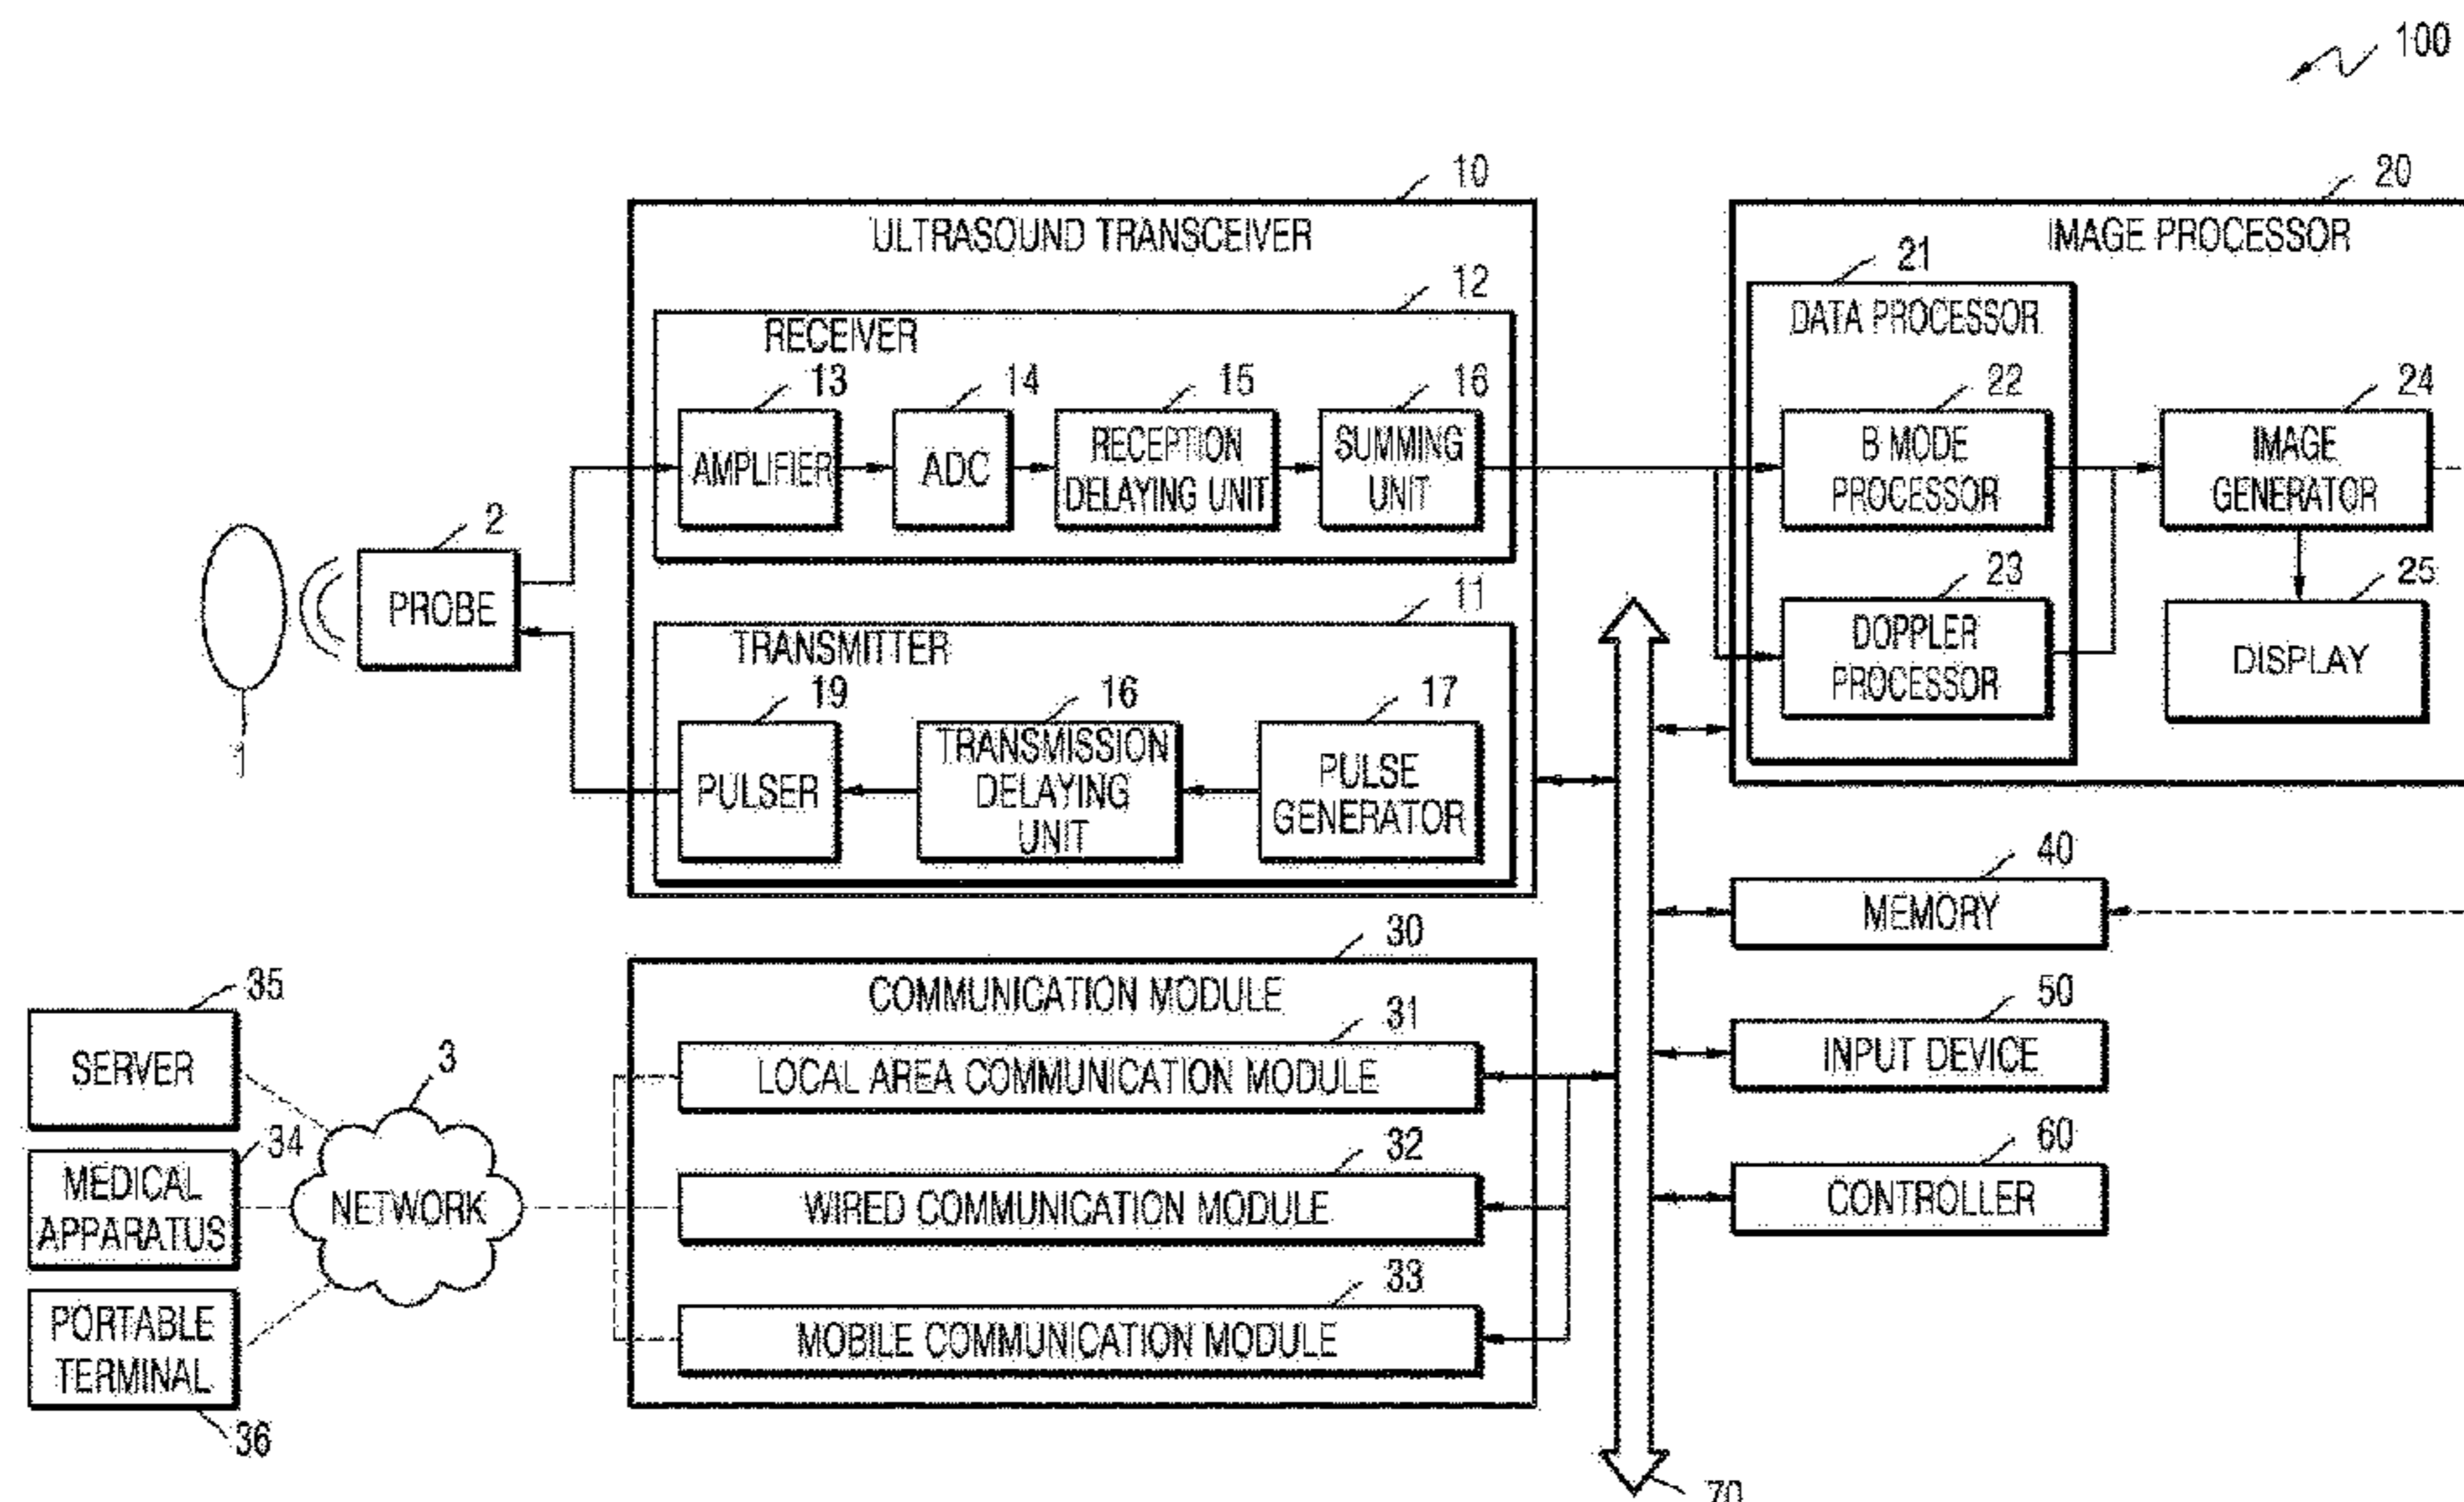 100
10
ULTRASOUND TRANSCEIVER
12
RECEIVER
13
AMPLIFIER
14
ADC
15
RECEPTION
DELAYING UNIT
16
SUMMING
UNIT
2
PROBE
1
11
TRANSMITTER
19
PULSER
16
TRANSMISSION
DELAYING
UNIT
17
PULSE
GENERATOR
20
IMAGE PROCESSOR
21
DATA PROCESSOR
22
B MODE
PROCESSOR
23
DOPPLER
PROCESSOR
24
IMAGE
GENERATOR
25
DISPLAY
40
MEMORY
50
INPUT DEVICE
60
CONTROLLER
30
COMMUNICATION MODULE
31
LOCAL AREA COMMUNICATION MODULE
32
WIRED COMMUNICATION MODULE
33
MOBILE COMMUNICATION MODULE
35
SERVER
34
MEDICAL
APPARATUS
3
NETWORK
PORTABLE
TERMINAL
36
70